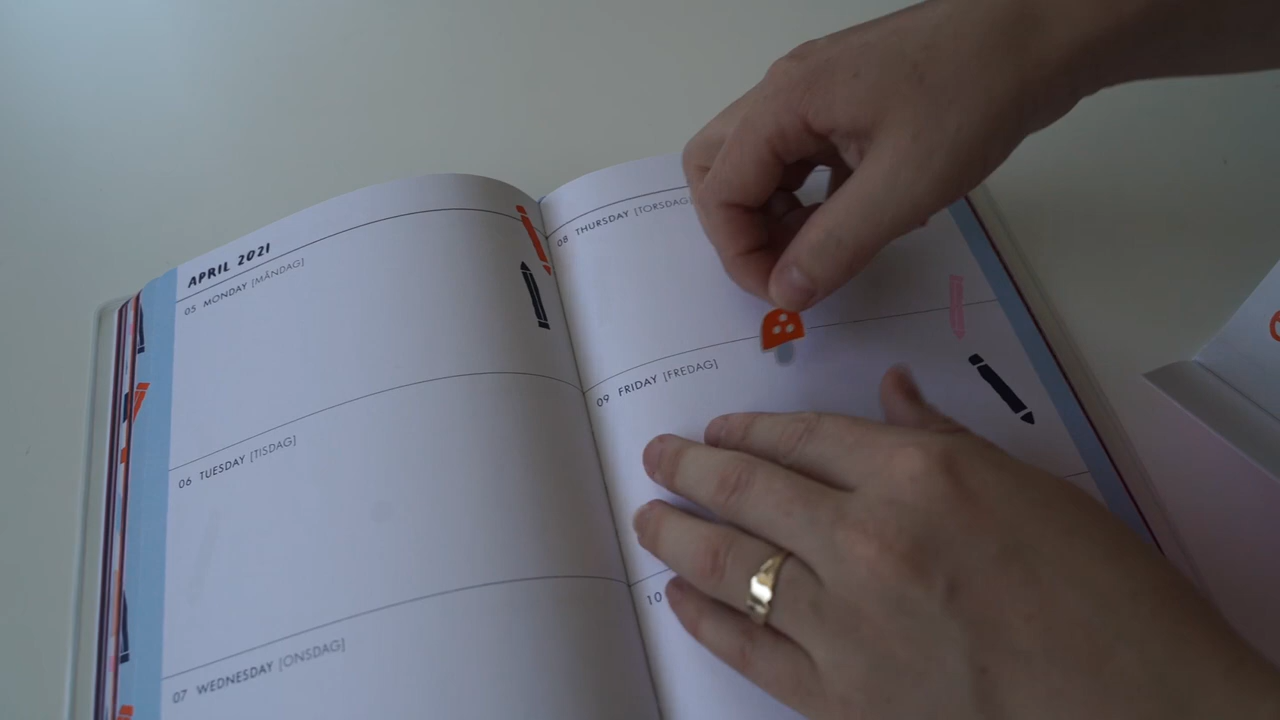 APRIL 2021
05 MONDAY [MÅNDAG]
06 TUESDAY [TISDAG]
07 WEDNESDAY [ONSDAG]
08 THURSDAY [TORSDAG]
09 FRIDAY [FREDAG]
10